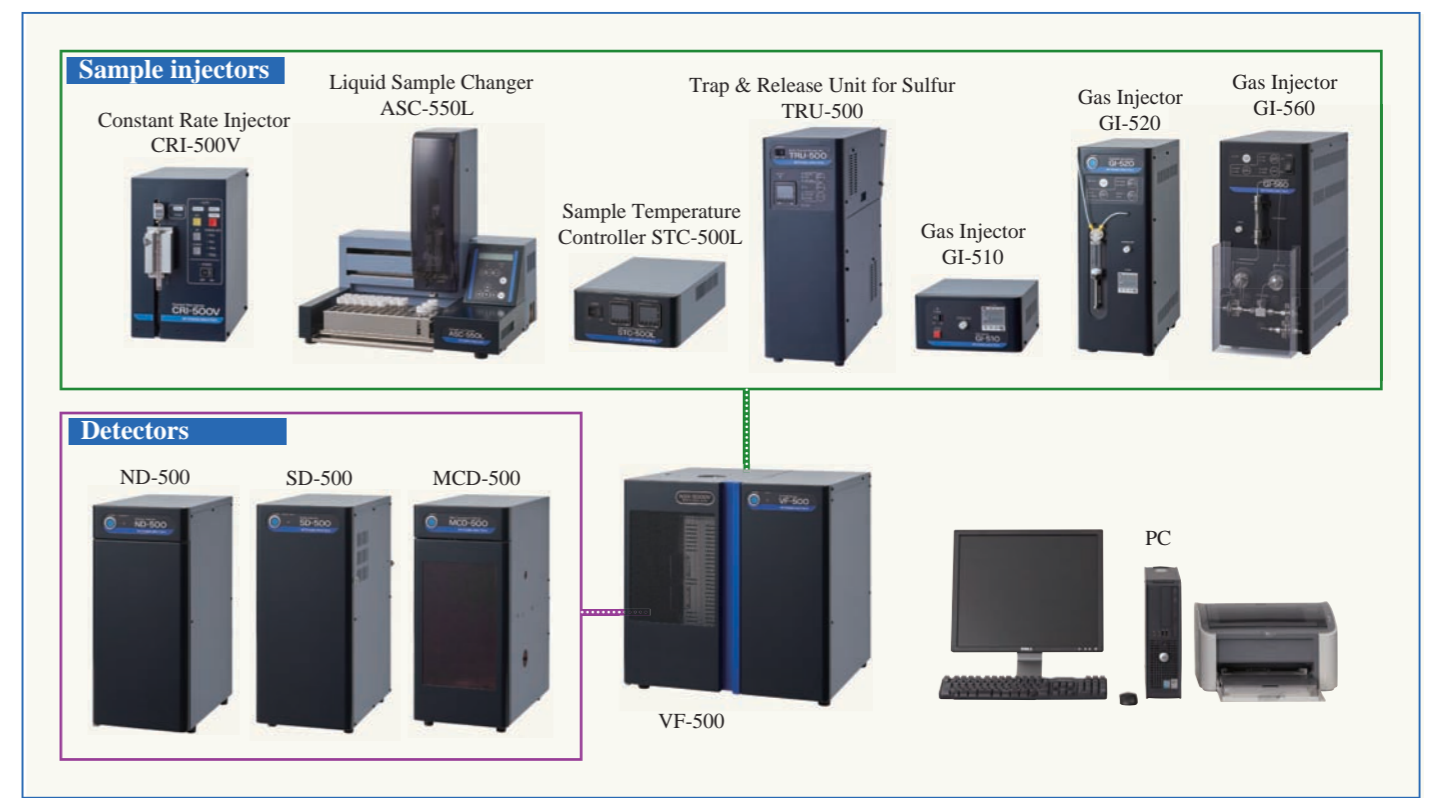 Sample injectors
Constant Rate Injector
CRI-500V
Liquid Sample Changer
ASC-550L
Sample Temperature
Controller STC-500L
Trap & Release Unit for Sulfur
TRU-500
Gas Injector
GI-510
Gas Injector
GI-520
Gas Injector
GI-560
CRI-500V
ASC-550L
STC-500L
TRU-500
GI-510
GI-520
GI-560
Detectors
ND-500
SD-500
MCD-500
ND-500
SD-500
MCD-500
VF-500
VF-500
PC
DELL